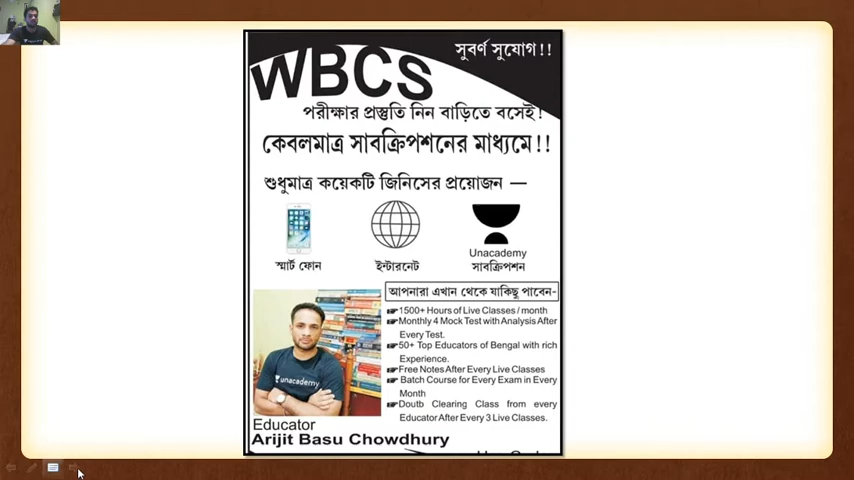 সুবর্ণ সুযোগ!!
WBCS
পরীক্ষার প্রস্তুতি নিন বাড়িতে বসেই!
কেবলমাত্র সাবক্রিপশনের মাধ্যমে!!
শুধুমাত্র কয়েকটি জিনিসের প্রয়োজন —
স্মার্ট ফোন
ইন্টারনেট
Unacademy
সাবক্রিপশন
আপনারা এখান থেকে যাকিছু পাবেন-
1500+ Hours of Live Classes / month
Monthly 4 Mock Test with Analysis After
Every Test.
50+ Top Educators of Bengal with rich
Experience.
Free Notes After Every Live Classes
Batch Course for Every Exam in Every
Month
Doutb Clearing Class from every
Educator After Every 3 Live Classes.
unacademy
Educator
Arijit Basu Chowdhury